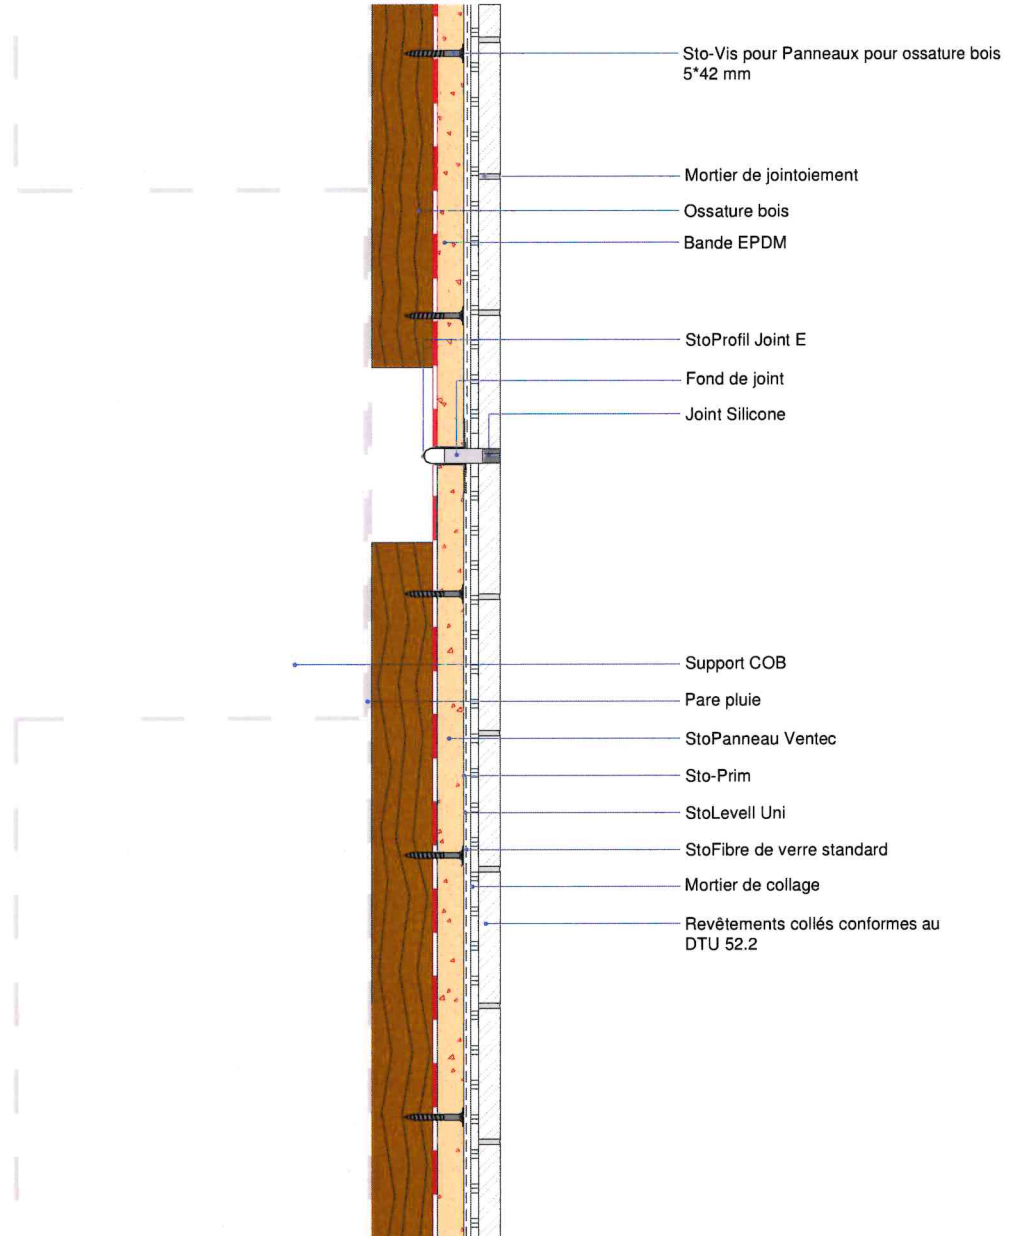 Sto-Vis pour Panneaux pour ossature bois
5*42 mm
Mortier de jointoiement
Ossature bois
Bande EPDM
StoProfil Joint E
Fond de joint
Joint Silicone
Support COB
Pare pluie
StoPanneau Ventec
Sto-Prim
StoLevell Uni
StoFibre de verre standard
Mortier de collage
Revêtements collés conformes au
DTU 52.2